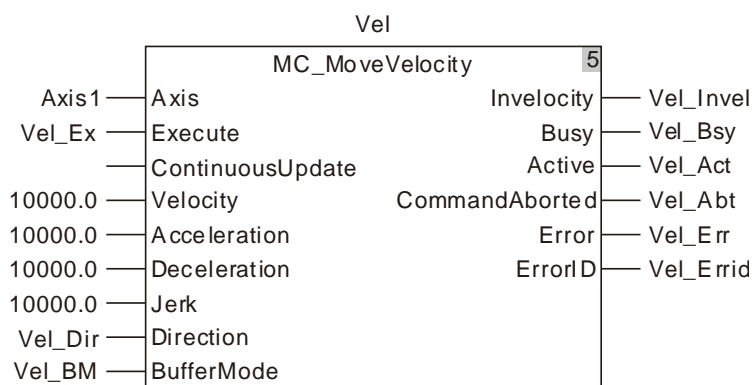 Vel
MC_MoveVelocity 5
Axis1 Axis Invelocity Vel_Invel
Vel_Ex Execute Busy Vel_Bsy
ContinuousUpdate Active Vel_Act
10000.0 Velocity CommandAborted Vel_Abt
10000.0 Acceleration Error Vel_Err
10000.0 Deceleration ErrorID Vel_Errid
10000.0 Jerk
Vel_Dir Direction
Vel_BM BufferMode